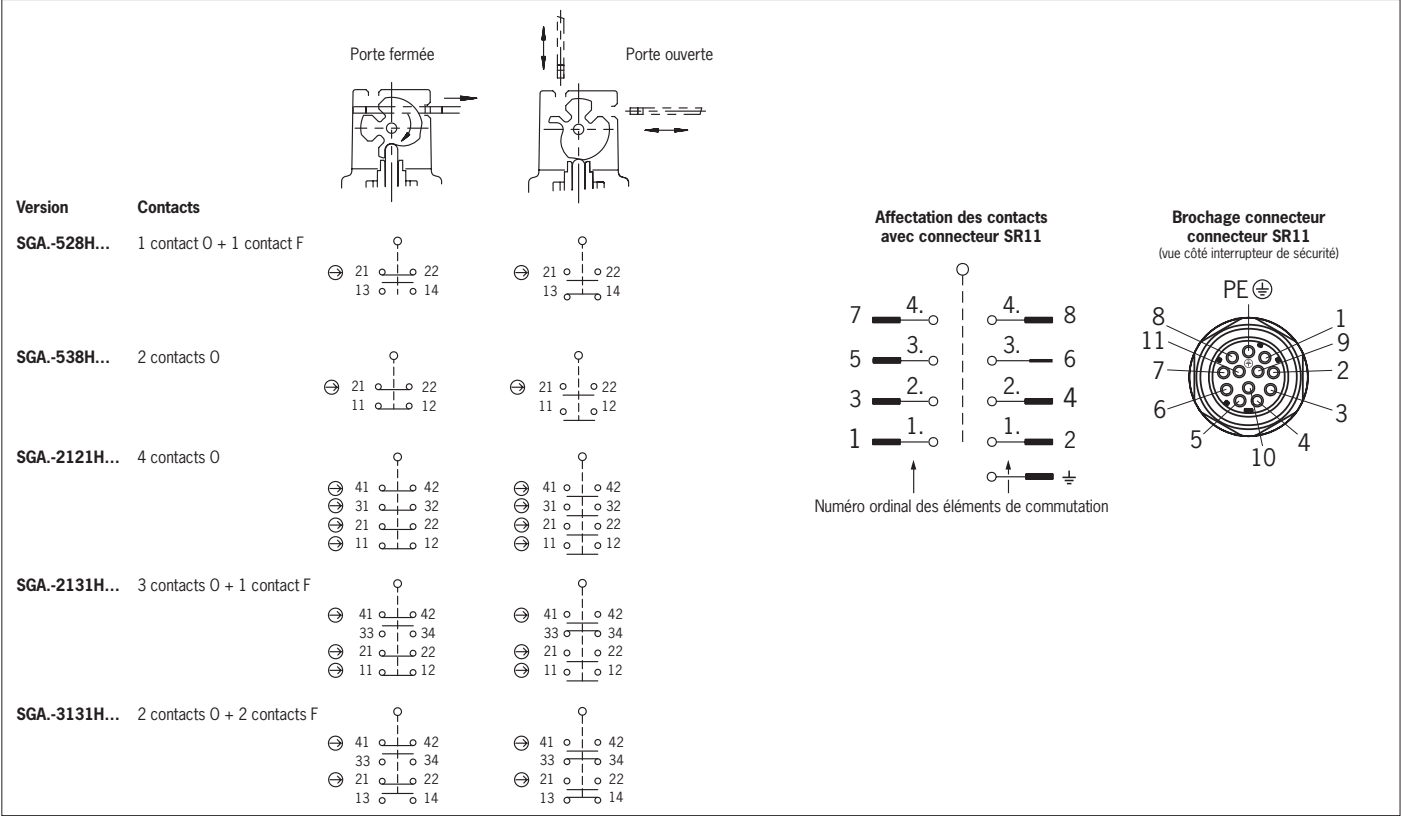 Porte fermée
Porte ouverte
Version Contacts
SGA.-528H... 1 contact O + 1 contact F
21 22
13 14
21 22
13 14
SGA.-538H... 2 contacts O
21 22
11 12
21 22
11 12
SGA.-2121H... 4 contacts O
41 42
31 32
21 22
11 12
41 42
31 32
21 22
11 12
SGA.-2131H... 3 contacts O + 1 contact F
41 42
33 34
21 22
11 12
41 42
33 34
21 22
11 12
SGA.-3131H... 2 contacts O + 2 contacts F
41 42
33 34
21 22
13 14
41 42
33 34
21 22
13 14
Affectation des contacts
avec connecteur SR11
7 4. 4. 8
5 3. 3. 6
3 2. 2. 4
1 1. 1. 2
Numéro ordinal des éléments de commutation
Brochage connecteur
connecteur SR11
(vue côté interrupteur de sécurité)
PE
8 1
11 9
7 2
6 3
5 4
10